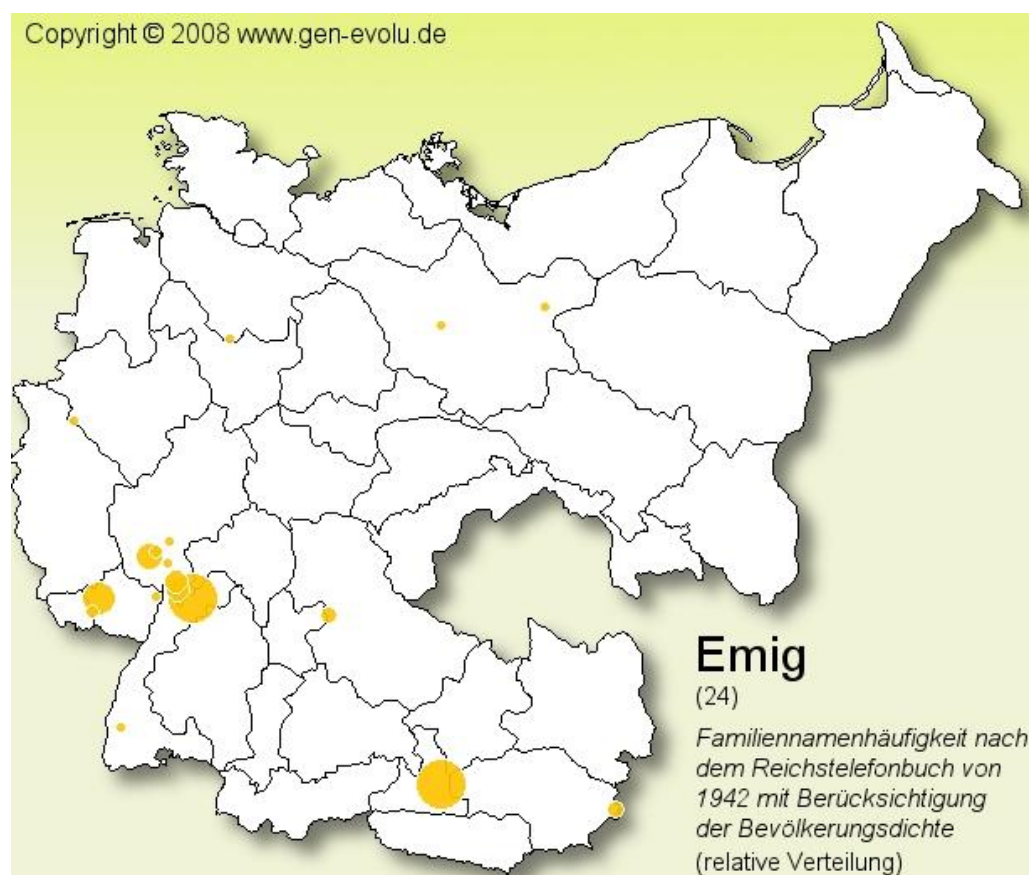 Copyright © 2008 www.gen-evolu.de
Emig
(24)
Familiennamenhäufigkeit nach
dem Reichstelefonbuch von
1942 mit Berücksichtigung
der Bevölkerungsdichte
(relative Verteilung)